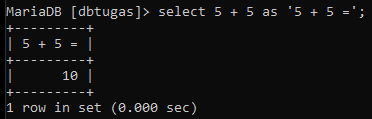 MariaDB [dbtugas]> select 5 + 5 as '5 + 5 =';
+---------+
| 5 + 5 = |
+---------+
|      10 |
+---------+
1 row in set (0.000 sec)